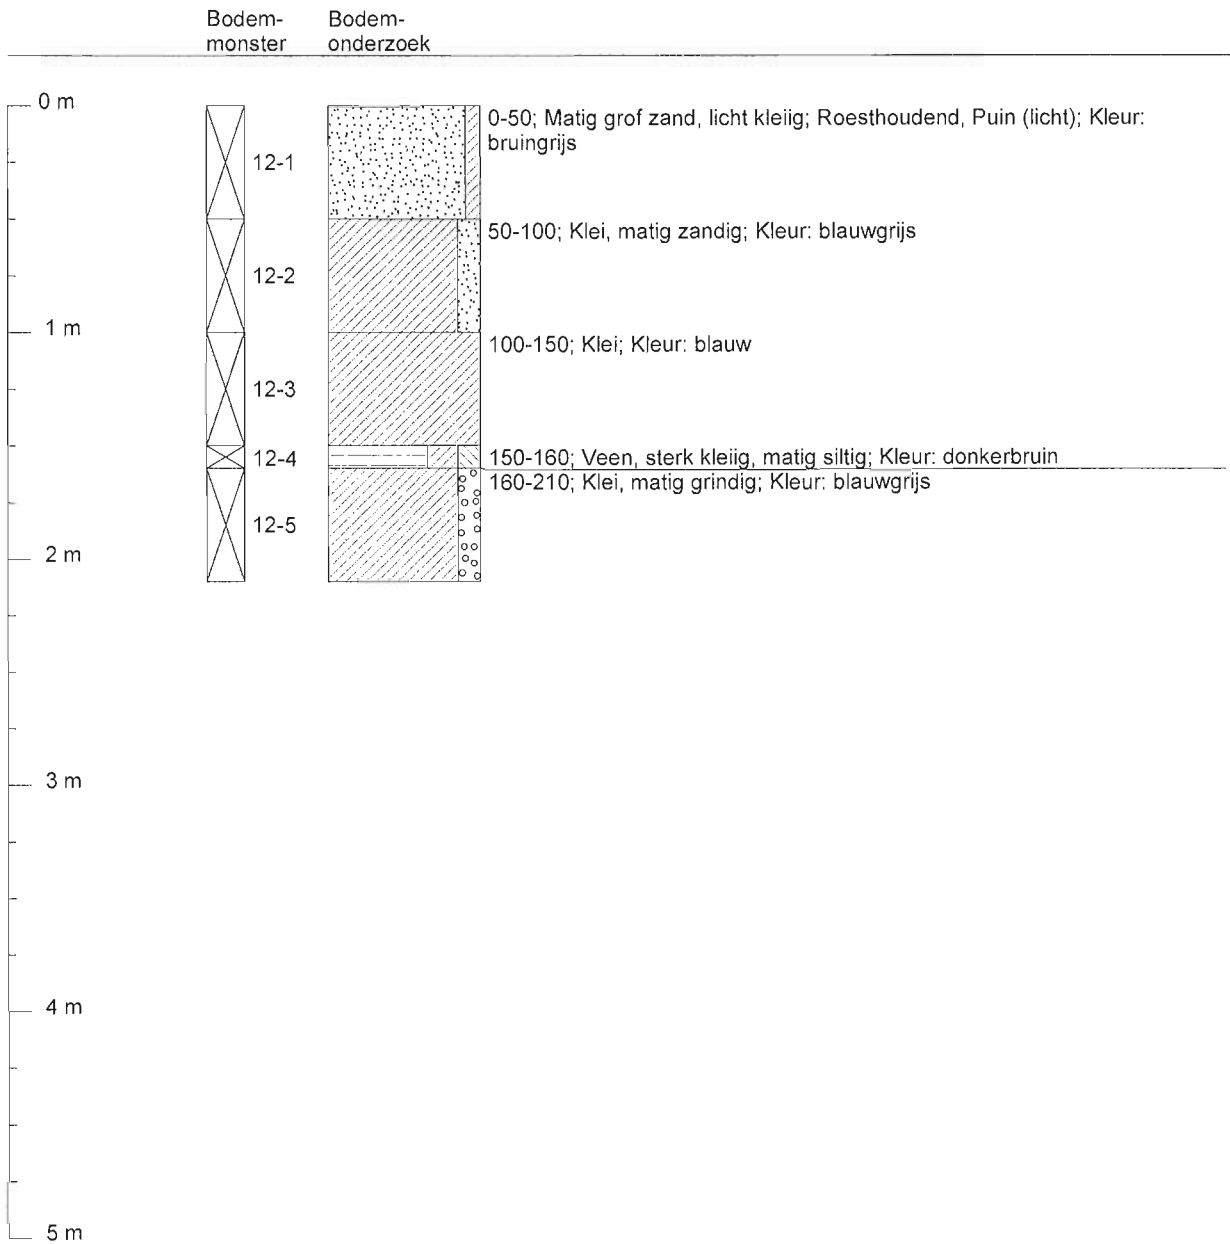 Bodem-
monster
Bodem-
onderzoek
0 m
12-1
0-50; Matig grof zand, licht kleiig; Roesthoudend, Puin (licht); Kleur:
bruingrijs
12-2
50-100; Klei, matig zandig; Kleur: blauwgrijs
1 m
12-3
100-150; Klei; Kleur: blauw
12-4
150-160; Veen, sterk kleiig, matig siltig; Kleur: donkerbruin
12-5
160-210; Klei, matig grindig; Kleur: blauwgrijs
2 m
3 m
4 m
5 m